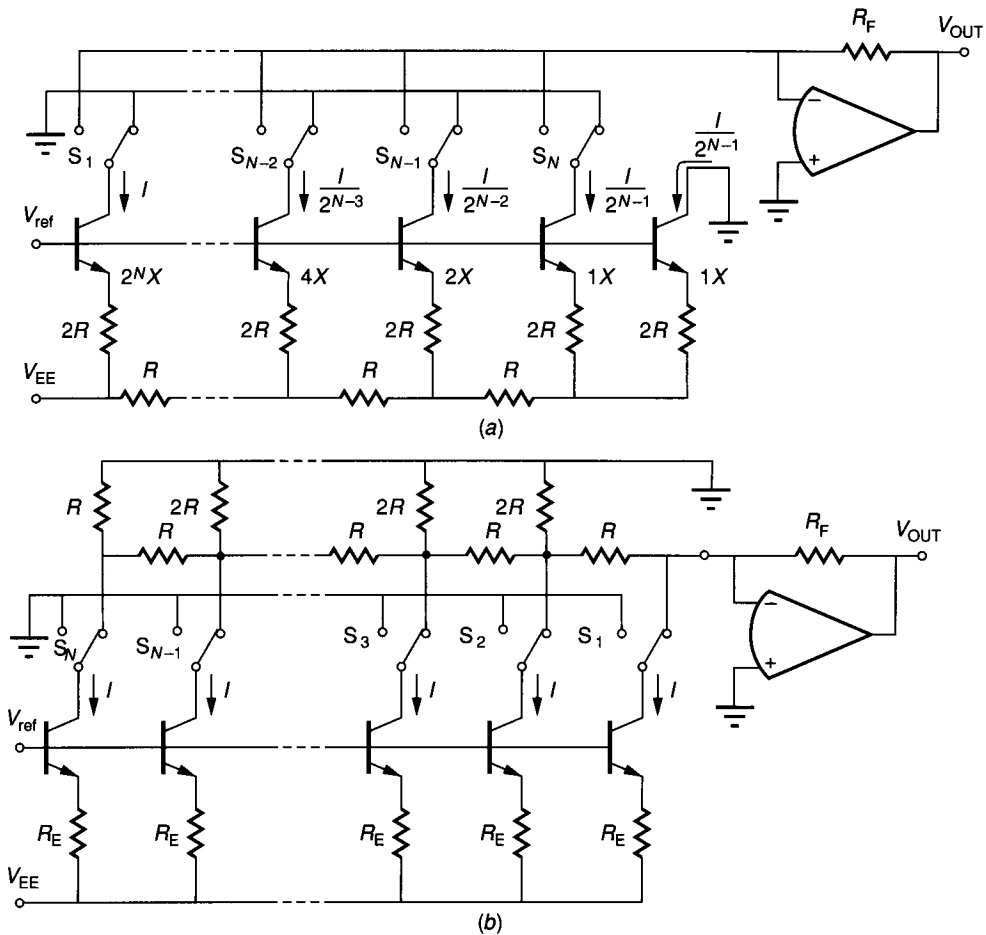 R_F V_OUT
−
+
S_1 S_{N−2} S_{N−1} S_N I/2^{N−1}
I I/2^{N−3} I/2^{N−2} I/2^{N−1}
V_ref
2^N X 4X 2X 1X 1X
2R 2R 2R 2R 2R
V_EE R R R
(a)
R 2R 2R 2R
R R R R R_F V_OUT
−
+
S_N S_{N−1} S_3 S_2 S_1
I I I I I
V_ref
R_E R_E R_E R_E R_E
V_EE
(b)